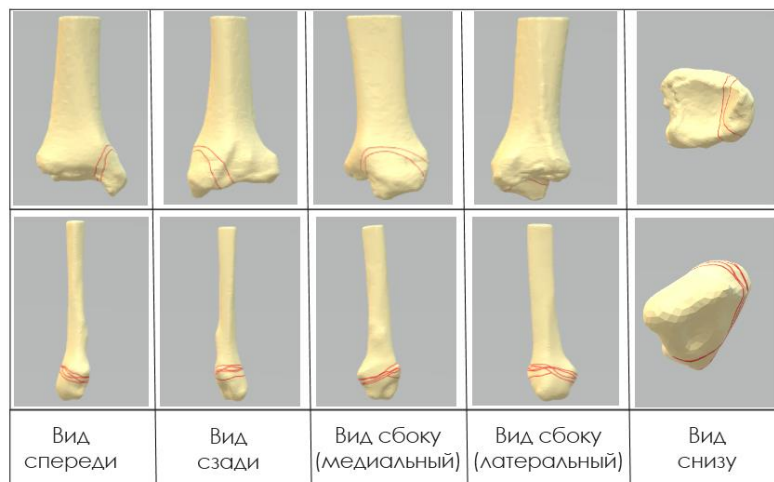 Вид
спереди
Вид
сзади
Вид сбоку
(медиальный)
Вид сбоку
(латеральный)
Вид
снизу